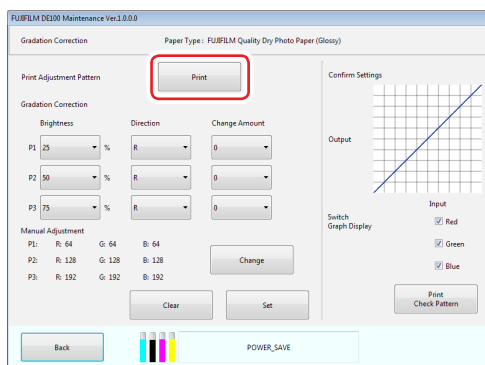 FUJIFILM DE100 Maintenance Ver.1.0.0.0
Gradation Correction
Paper Type : FUJIFILM Quality Dry Photo Paper (Glossy)
Print Adjustment Pattern
Print
Confirm Settings
Gradation Correction
Brightness Direction Change Amount
Output
P1 25 % R 0
P2 50 % R 0
P3 75 % R 0
Input
Switch
Graph Display
Red
Green
Blue
Manual Adjustment
P1: R: 64 G: 64 B: 64
P2: R: 128 G: 128 B: 128
P3: R: 192 G: 192 B: 192
Change
Clear Set
Print
Check Pattern
Back
POWER_SAVE